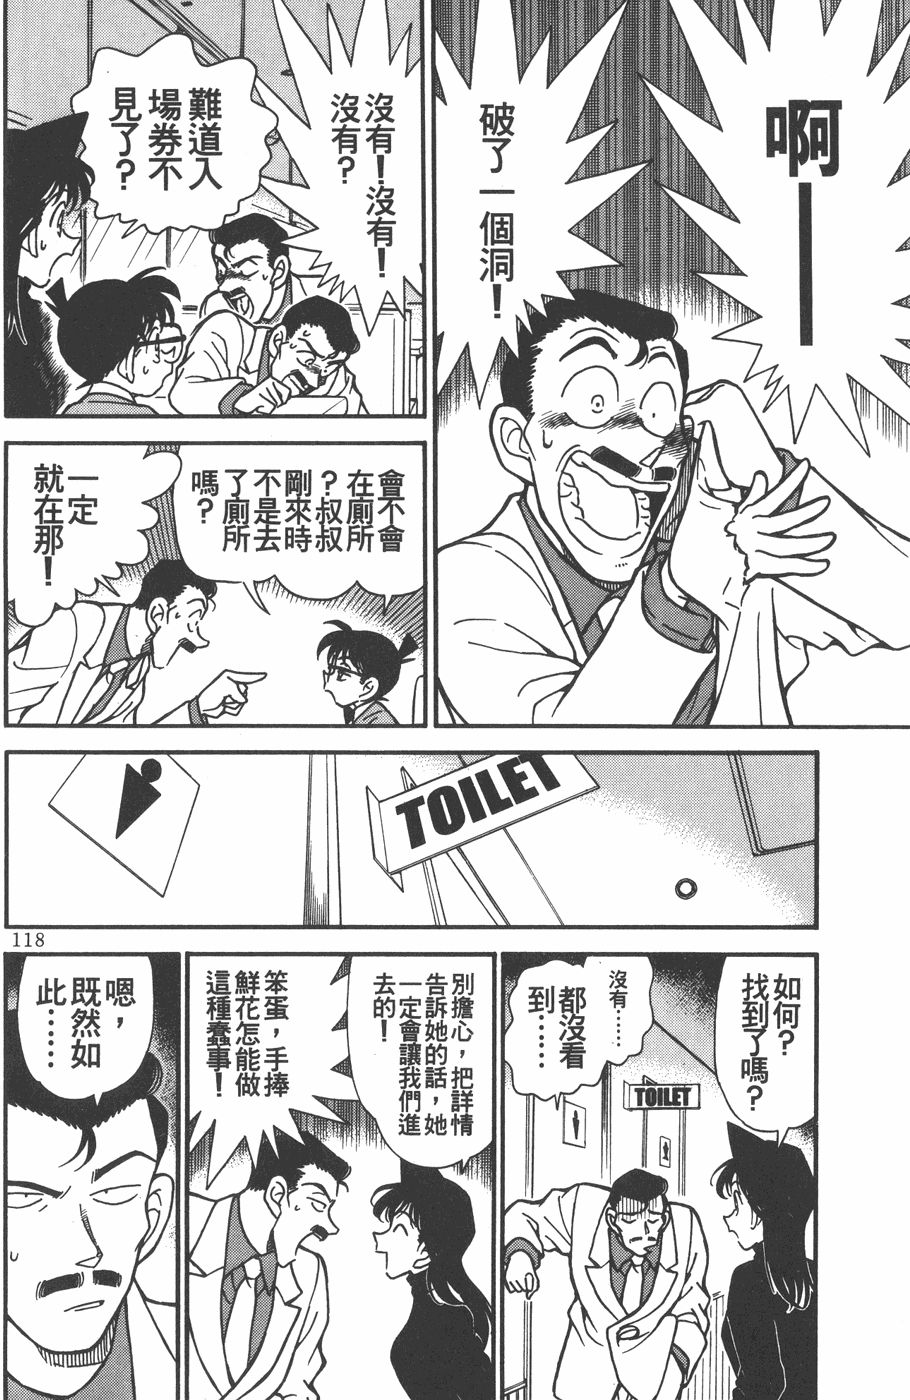 啊——
破了一個洞！
沒有！沒有！
沒有？
難道入
場券不
見了？
會不會
在廁所
？叔叔
剛來時
不是去
了廁所
嗎？
一定
就在那！
TOILET
118
如何？
找到了嗎？
沒有……
都沒看
到……
TOILET
別擔心，把詳情
告訴她的話，她
一定會讓我們進
去的！
笨蛋，手捧
鮮花怎能做
這種蠢事！
嗯，
既然如
此……